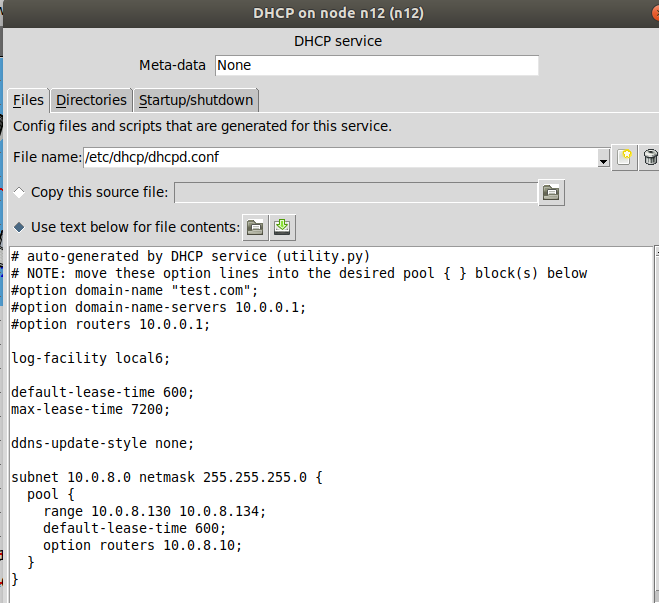 DHCP on node n12 (n12)
DHCP service
Meta-data None
Files Directories Startup/shutdown
Config files and scripts that are generated for this service.
File name: /etc/dhcp/dhcpd.conf
Copy this source file:
Use text below for file contents:
# auto-generated by DHCP service (utility.py)
# NOTE: move these option lines into the desired pool { } block(s) below
#option domain-name "test.com";
#option domain-name-servers 10.0.0.1;
#option routers 10.0.0.1;
log-facility local6;
default-lease-time 600;
max-lease-time 7200;
ddns-update-style none;
subnet 10.0.8.0 netmask 255.255.255.0 {
  pool {
    range 10.0.8.130 10.0.8.134;
    default-lease-time 600;
    option routers 10.0.8.10;
  }
}